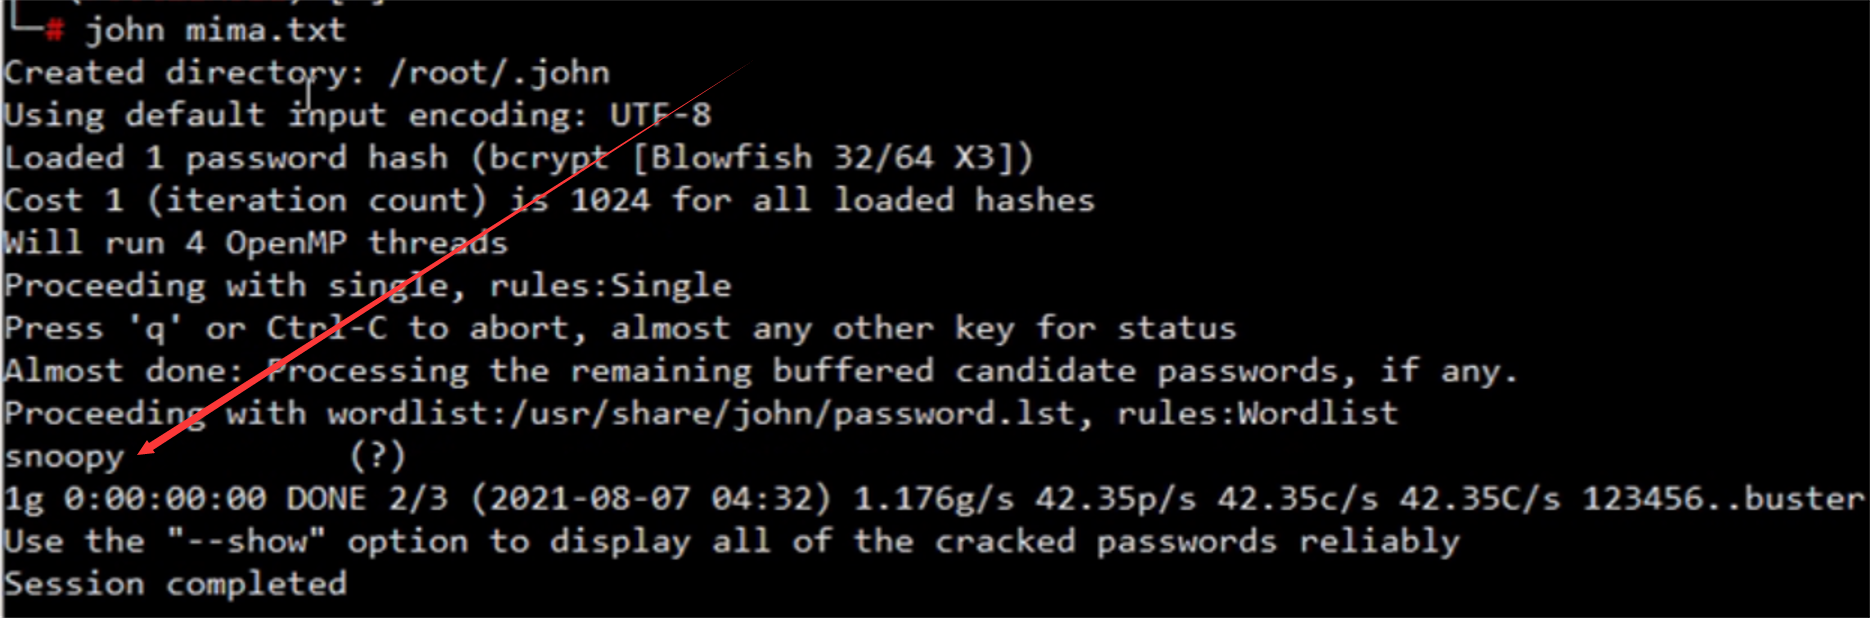 └─# john mima.txt
Created directory: /root/.john
Using default input encoding: UTF-8
Loaded 1 password hash (bcrypt [Blowfish 32/64 X3])
Cost 1 (iteration count) is 1024 for all loaded hashes
Will run 4 OpenMP threads
Proceeding with single, rules:Single
Press 'q' or Ctrl-C to abort, almost any other key for status
Almost done: Processing the remaining buffered candidate passwords, if any.
Proceeding with wordlist:/usr/share/john/password.lst, rules:Wordlist
snoopy (?)
1g 0:00:00:00 DONE 2/3 (2021-08-07 04:32) 1.176g/s 42.35p/s 42.35c/s 42.35C/s 123456..buster
Use the "--show" option to display all of the cracked passwords reliably
Session completed